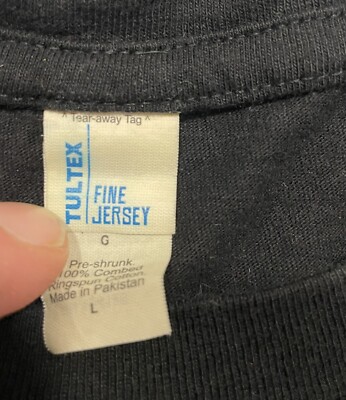 ^ Tear-away Tag ^
TULTEX
FINE
JERSEY
G
Pre-shrunk.
100% Combed
Ringspun Cotton.
Made in Pakistan
L